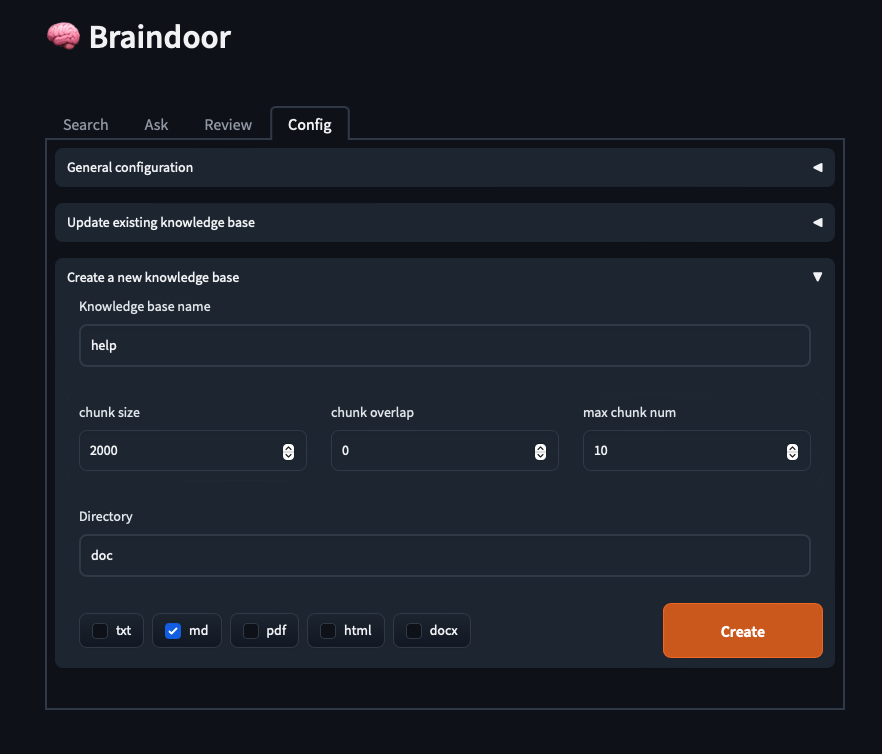 🧠 Braindoor
Search Ask Review Config
General configuration ◀
Update existing knowledge base ◀
Create a new knowledge base ▼
Knowledge base name
help
chunk size chunk overlap max chunk num
2000 0 10
Directory
doc
txt md pdf html docx Create